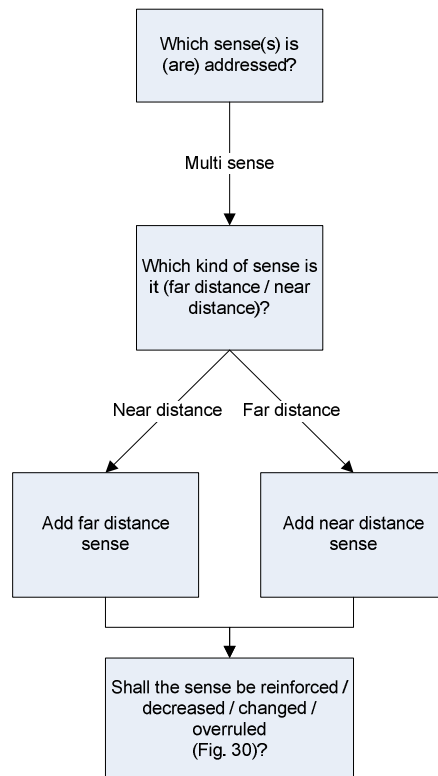 Which sense(s) is
(are) addressed?
Multi sense
Which kind of sense is
it (far distance / near
distance)?
Near distance
Far distance
Add far distance
sense
Add near distance
sense
Shall the sense be reinforced /
decreased / changed /
overruled
(Fig. 30)?